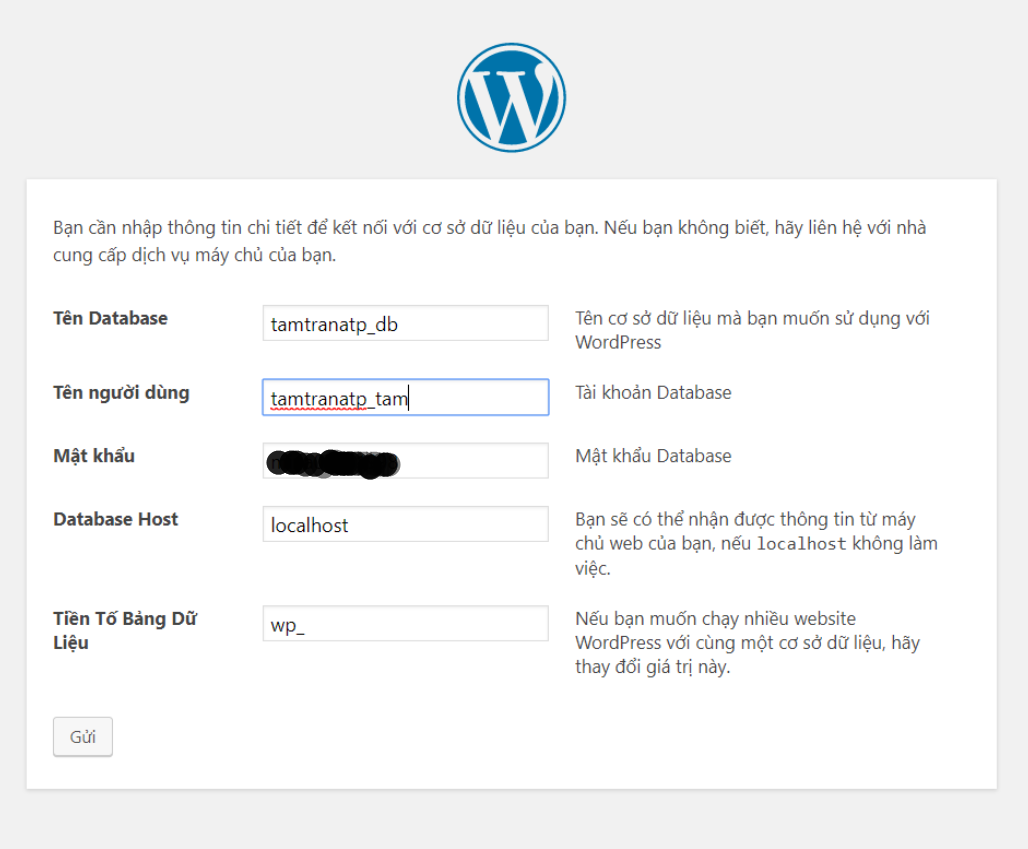 Bạn cần nhập thông tin chi tiết để kết nối với cơ sở dữ liệu của bạn. Nếu bạn không biết, hãy liên hệ với nhà
cung cấp dịch vụ máy chủ của bạn.
Tên Database
tamtranatp_db
Tên cơ sở dữ liệu mà bạn muốn sử dụng với
WordPress
Tên người dùng
tamtranatp_tam
Tài khoản Database
Mật khẩu
Mật khẩu Database
Database Host
localhost
Bạn sẽ có thể nhận được thông tin từ máy
chủ web của bạn, nếu localhost không làm
việc.
Tiền Tố Bảng Dữ
Liệu
wp_
Nếu bạn muốn chạy nhiều website
WordPress với cùng một cơ sở dữ liệu, hãy
thay đổi giá trị này.
Gửi